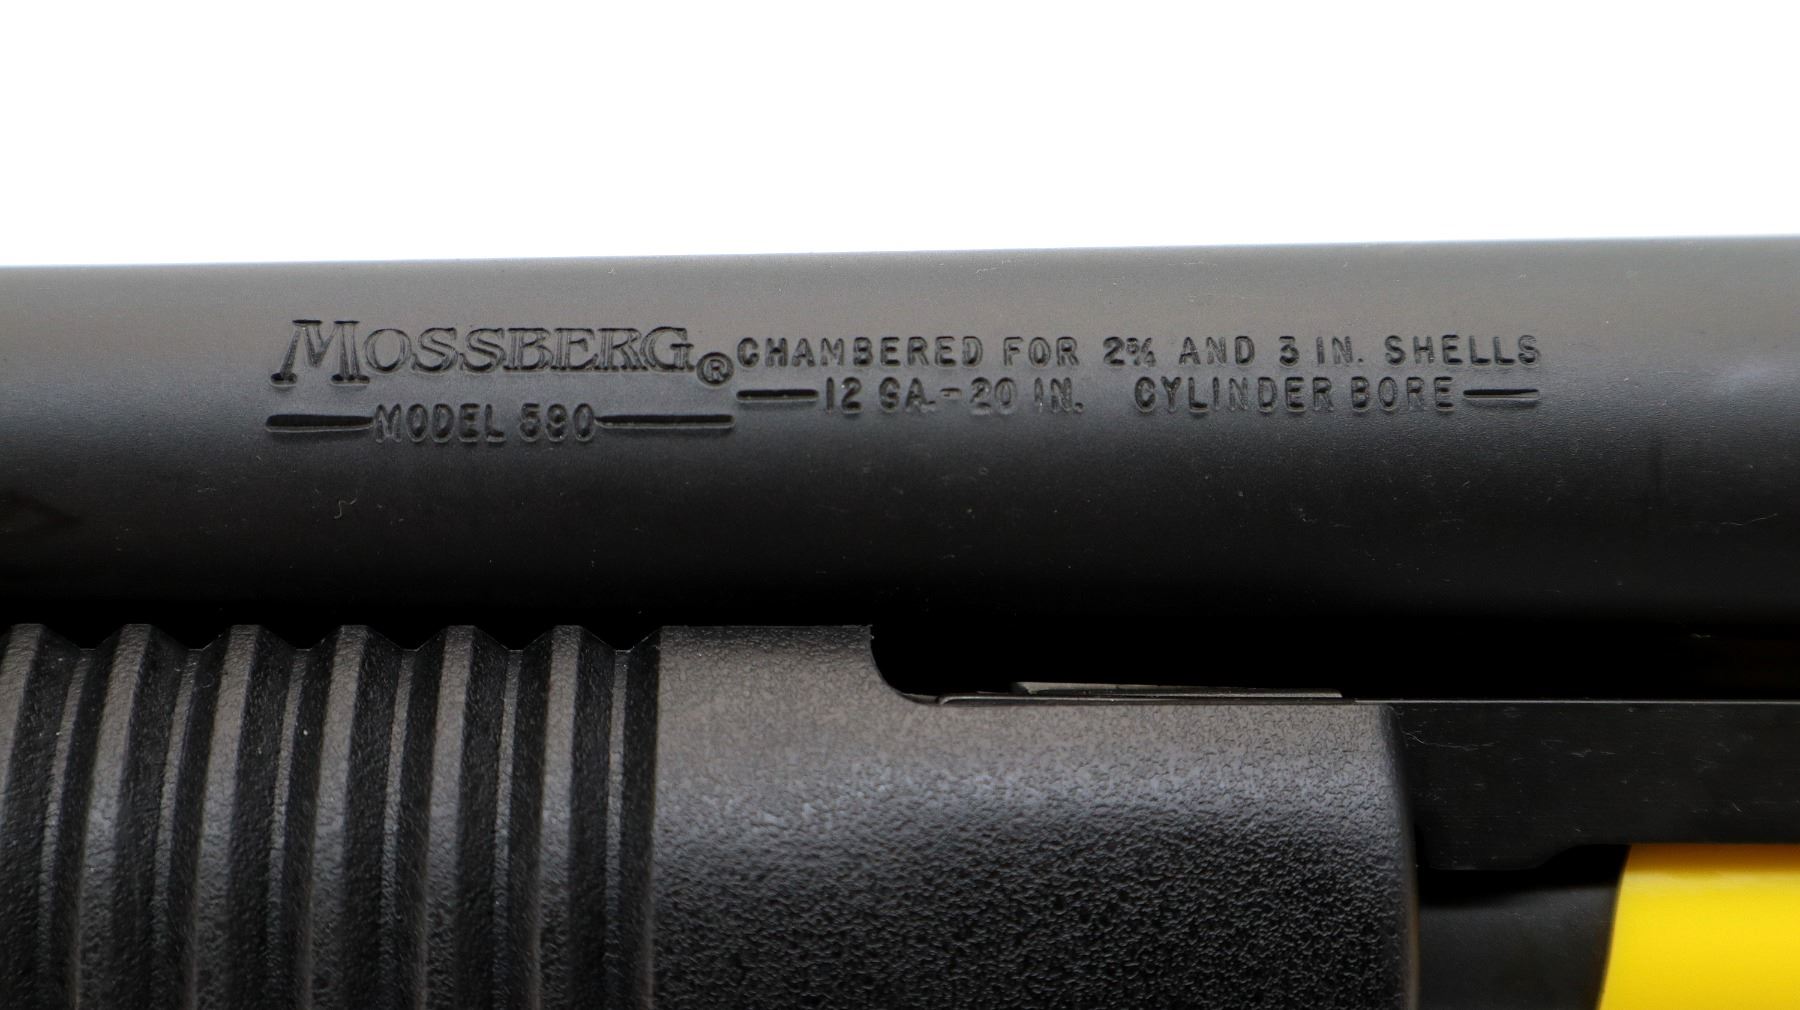 MOSSBERG®
MODEL 590
CHAMBERED FOR 2¾ AND 3 IN. SHELLS
12 GA.-20 IN. CYLINDER BORE